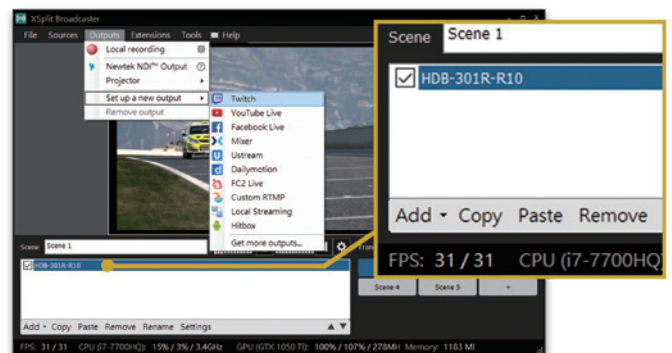 XSplit Broadcaster
File Sources Outputs Extensions Tools Help
Local recording
Newtek NDI™ Output
Projector
Set up a new output
Remove output
Twitch
YouTube Live
Facebook Live
Mixer
Ustream
Dailymotion
FC2 Live
Custom RTMP
Local Streaming
Hitbox
Get more outputs...
Scene Scene 1
HDB-301R-R10
Scene 4 Scene 5
Add Copy Paste Remove Rename Settings
FPS: 31 / 31 CPU (i7-7700HQ): 15% / 3% / 3.4GHz GPU (GTX 1050 Ti): 100% / 107% / 278MH Memory: 1183 MI
Scene Scene 1
HDB-301R-R10
Add Copy Paste Remove
FPS: 31 / 31 CPU (i7-7700HQ)